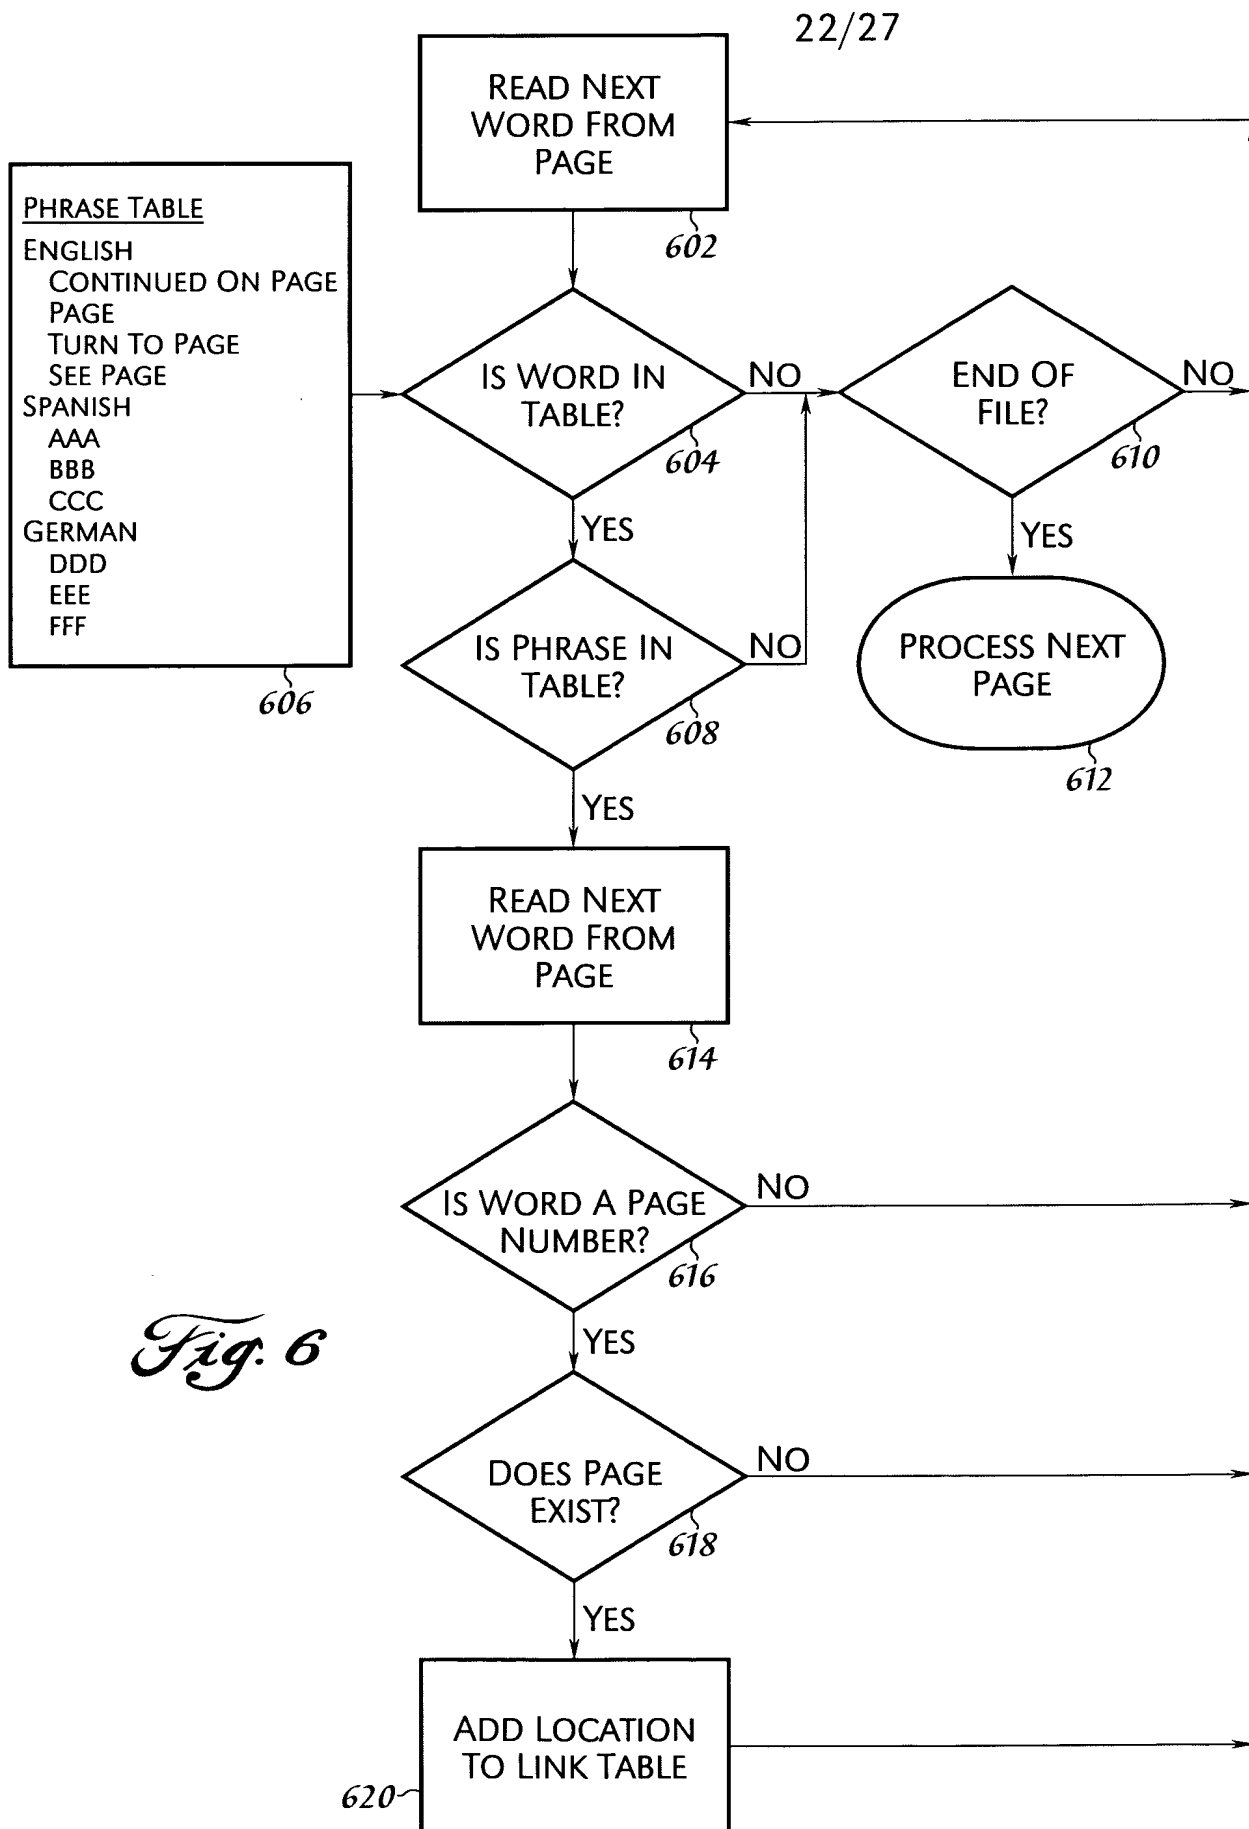 22/27
READ NEXT
WORD FROM
PAGE
602
PHRASE TABLE
ENGLISH
CONTINUED ON PAGE
PAGE
TURN TO PAGE
SEE PAGE
SPANISH
AAA
BBB
CCC
GERMAN
DDD
EEE
FFF
606
IS WORD IN
TABLE?
604
NO
YES
END OF
FILE?
610
NO
YES
IS PHRASE IN
TABLE?
608
NO
YES
PROCESS NEXT
PAGE
612
READ NEXT
WORD FROM
PAGE
614
IS WORD A PAGE
NUMBER?
616
NO
YES
Fig. 6
DOES PAGE
EXIST?
618
NO
YES
ADD LOCATION
TO LINK TABLE
620